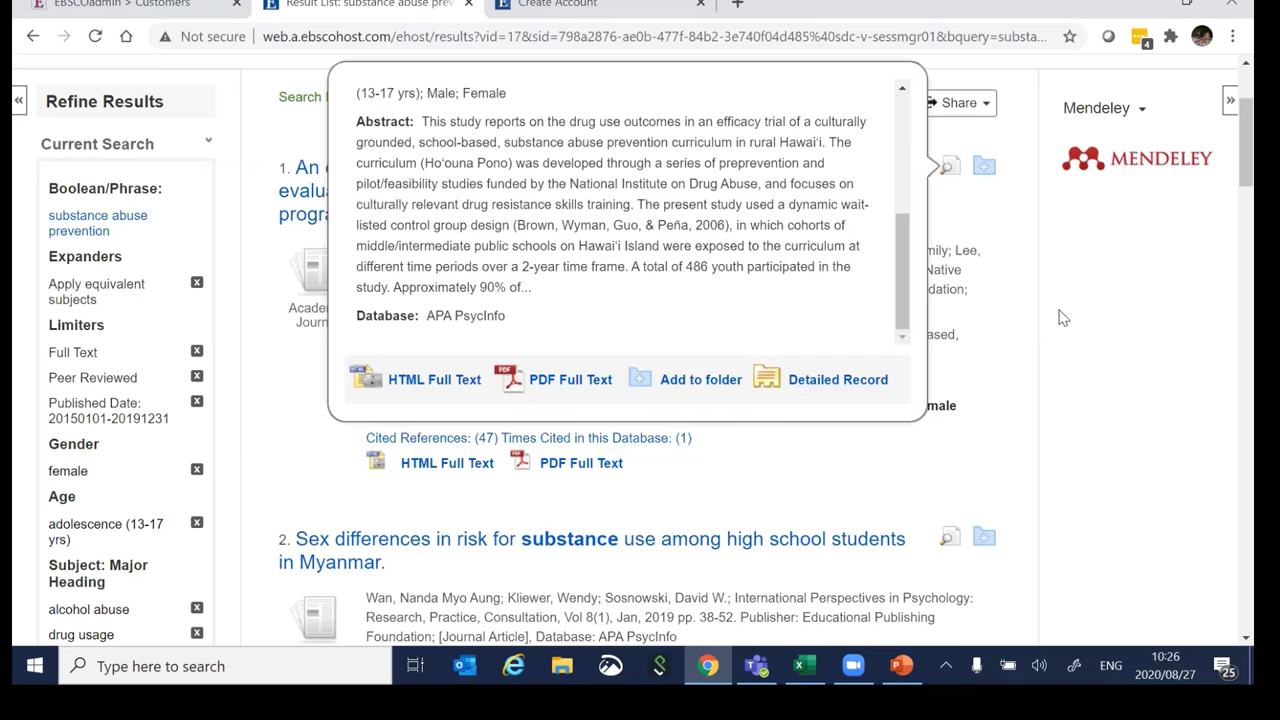 EBSCOadmin > Customers
Result List: substance abuse prev
Create Account
Not secure
web.a.ebscohost.com/ehost/results?vid=17&sid=798a2876-ae0b-477f-84b2-3e740f04d485%40sdc-v-sessmgr01&bquery=substa...
4
Refine Results
Current Search
Boolean/Phrase:
substance abuse
prevention
Expanders
Apply equivalent
subjects
Limiters
Full Text
Peer Reviewed
Published Date:
20150101-20191231
Gender
female
Age
adolescence (13-17
yrs)
Subject: Major
Heading
alcohol abuse
drug usage
Search
Share
1. An
evalua
progra
Academ
Journ
mily; Lee,
Native
dation;
ased,
male
(13-17 yrs); Male; Female
Abstract: This study reports on the drug use outcomes in an efficacy trial of a culturally
grounded, school-based, substance abuse prevention curriculum in rural Hawai‘i. The
curriculum (Ho‘ouna Pono) was developed through a series of preprevention and
pilot/feasibility studies funded by the National Institute on Drug Abuse, and focuses on
culturally relevant drug resistance skills training. The present study used a dynamic wait-
listed control group design (Brown, Wyman, Guo, & Peña, 2006), in which cohorts of
middle/intermediate public schools on Hawai‘i Island were exposed to the curriculum at
different time periods over a 2-year time frame. A total of 486 youth participated in the
study. Approximately 90% of...
Database: APA PsycInfo
HTML Full Text PDF Full Text Add to folder Detailed Record
Cited References: (47) Times Cited in this Database: (1)
HTML Full Text PDF Full Text
2. Sex differences in risk for substance use among high school students
in Myanmar.
Wan, Nanda Myo Aung; Kliewer, Wendy; Sosnowski, David W.; International Perspectives in Psychology:
Research, Practice, Consultation, Vol 8(1), Jan, 2019 pp. 38-52. Publisher: Educational Publishing
Foundation; [Journal Article], Database: APA PsycInfo
Mendeley
MENDELEY
Type here to search
ENG
10:26
2020/08/27
25